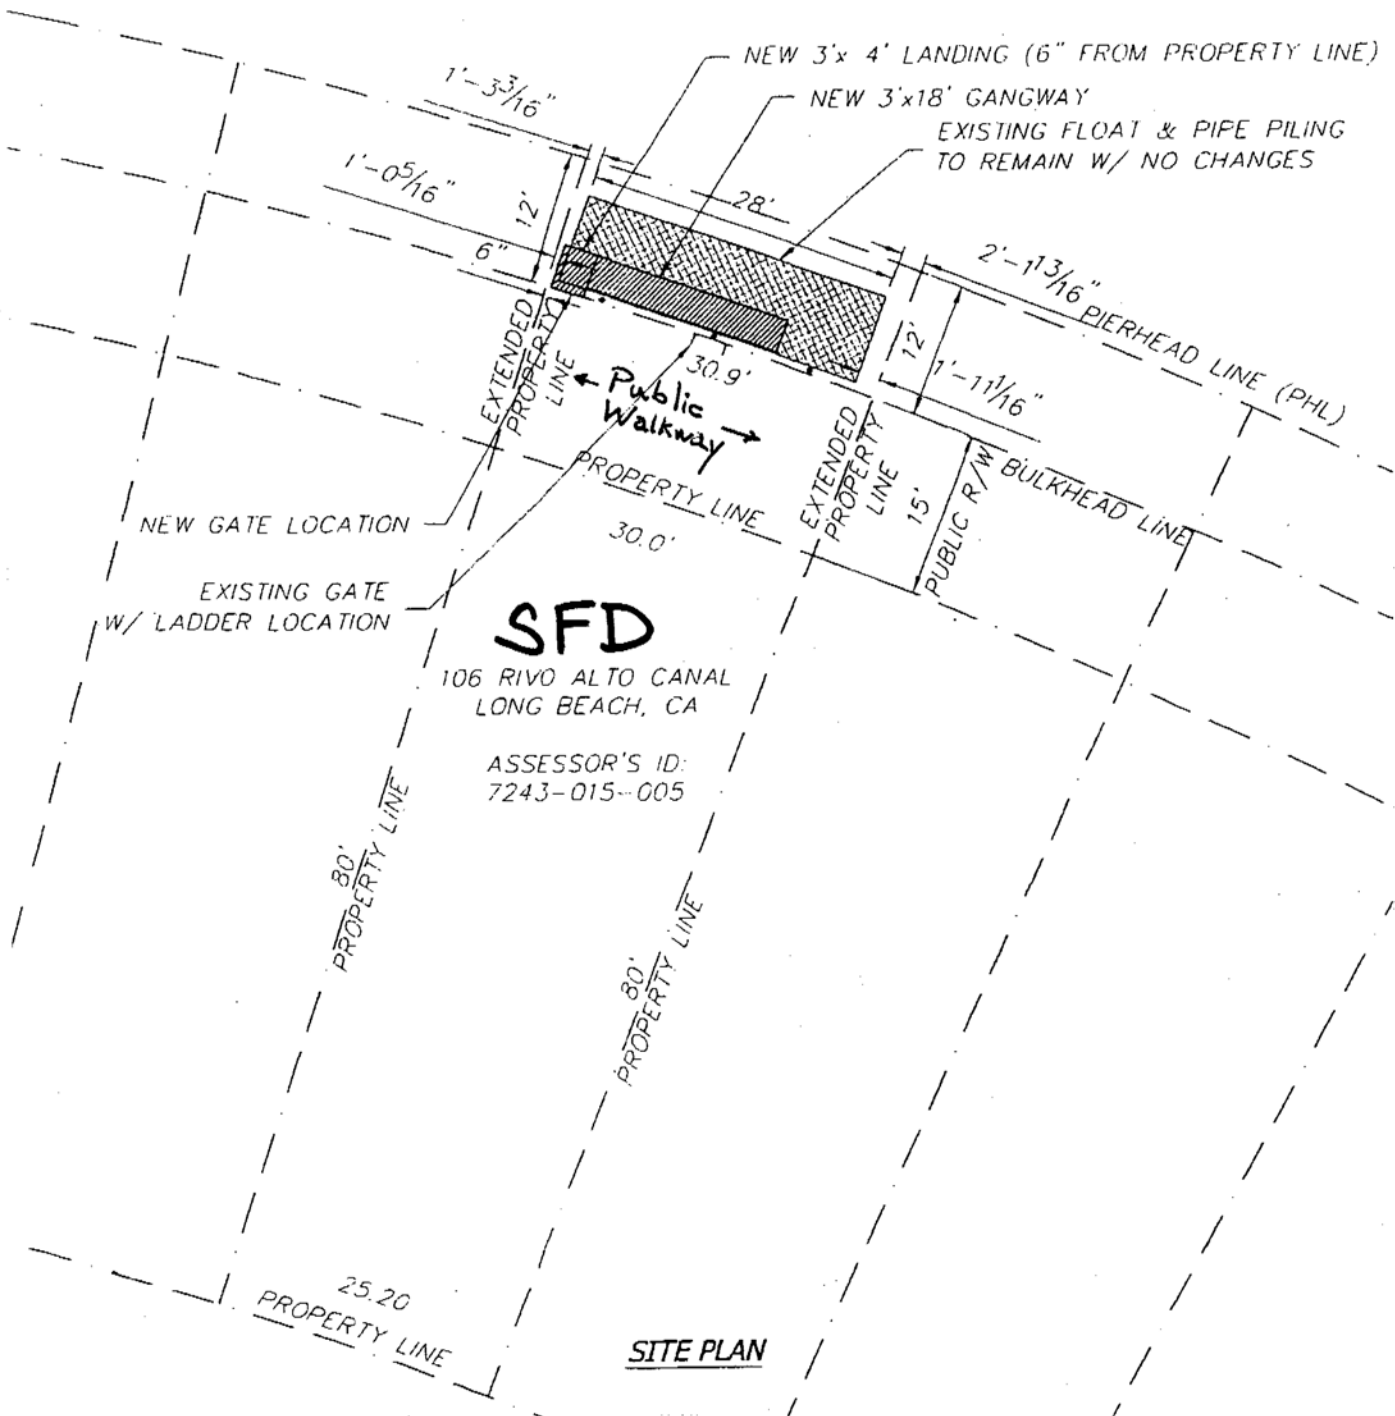 NEW 3'x 4' LANDING (6" FROM PROPERTY LINE)
NEW 3'x18' GANGWAY
EXISTING FLOAT & PIPE PILING
TO REMAIN W/ NO CHANGES
1'-3 3/16"
1'-0 5/16"
6"
12'
28'
2'-1 13/16"
PIERHEAD LINE (PHL)
12'
1'-11 1/16"
30.9'
EXTENDED
PROPERTY
LINE
← Public
Walkway →
EXTENDED
PROPERTY
LINE
15'
PUBLIC R/W
BULKHEAD LINE
PROPERTY LINE
30.0'
NEW GATE LOCATION
EXISTING GATE
W/ LADDER LOCATION
SFD
106 RIVO ALTO CANAL
LONG BEACH, CA
ASSESSOR'S ID:
7243-015-005
80'
PROPERTY LINE
80'
PROPERTY LINE
25.20
PROPERTY LINE
SITE PLAN